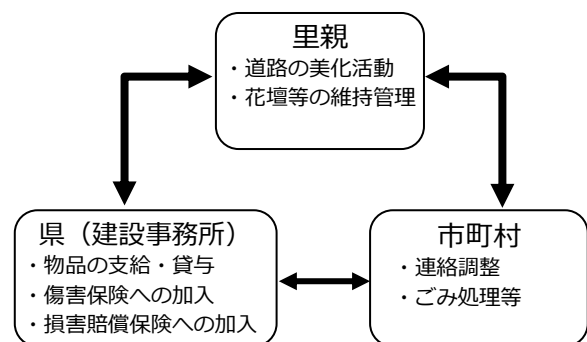 里親
・道路の美化活動
・花壇等の維持管理
県（建設事務所）
・物品の支給・貸与
・傷害保険への加入
・損害賠償保険への加入
市町村
・連絡調整
・ごみ処理等